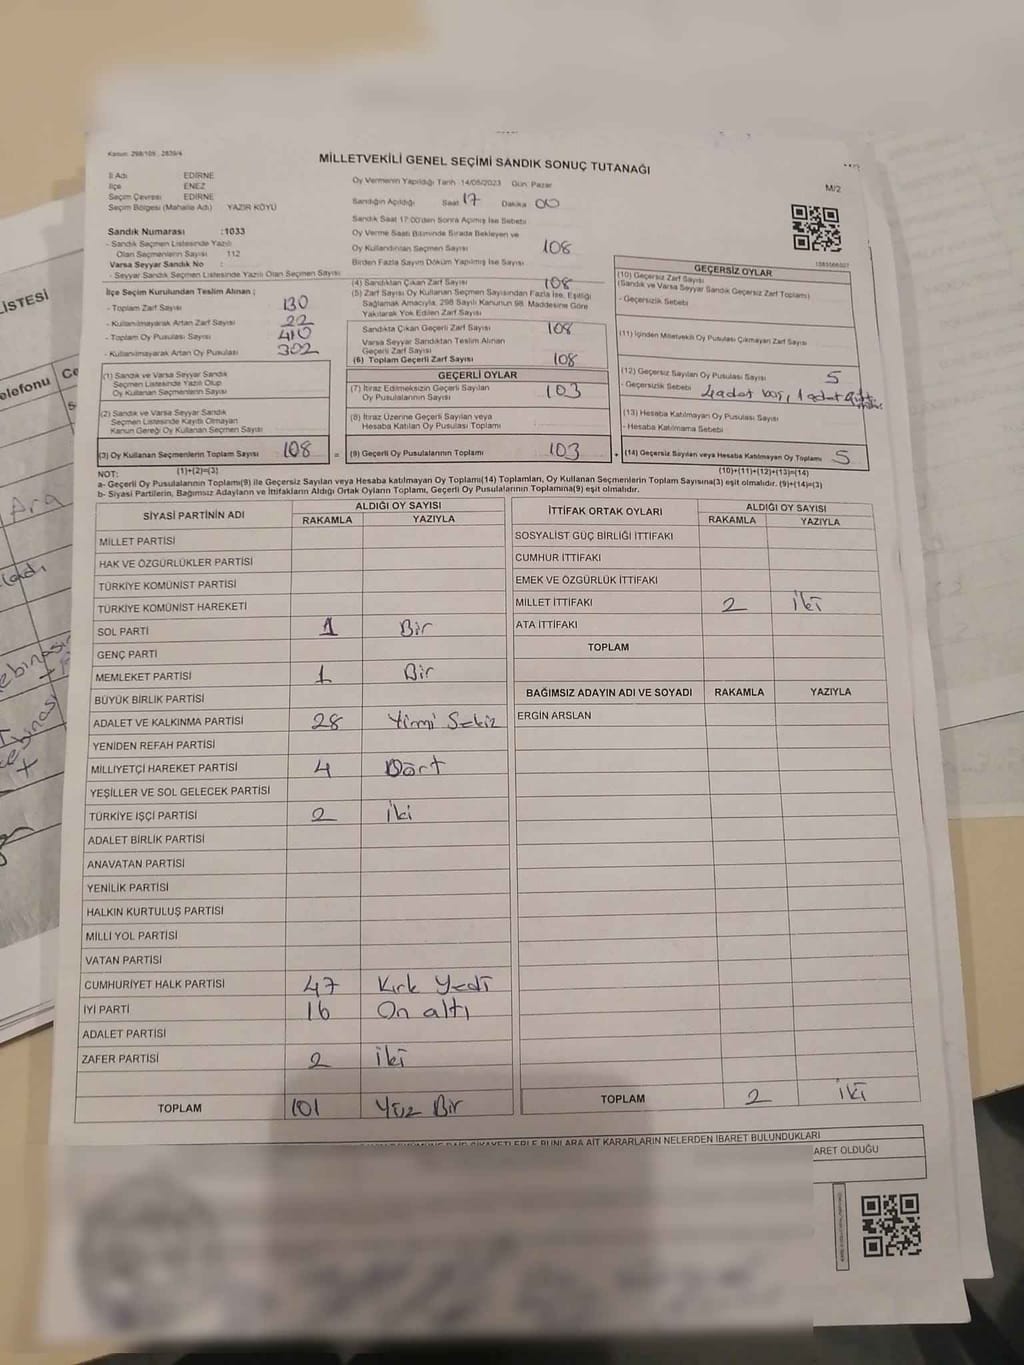 Kanun: 298/105 , 2839/4
MİLLETVEKİLİ GENEL SEÇİMİ SANDIK SONUÇ TUTANAĞI
M/2
İl Adı EDİRNE
İlçe ENEZ
Seçim Çevresi EDİRNE
Seçim Bölgesi (Mahalle Adı) YAZIR KÖYÜ
Sandık Numarası :1033
- Sandık Seçmen Listesinde Yazılı
Olan Seçmenlerin Sayısı 112
Varsa Seyyar Sandık No :
- Seyyar Sandık Seçmen Listesinde Yazılı Olan Seçmen Sayısı
İlçe Seçim Kurulundan Teslim Alınan ;
- Toplam Zarf Sayısı 130
- Kullanılmayarak Artan Zarf Sayısı 22
- Toplam Oy Pusulası Sayısı 410
- Kullanılmayarak Artan Oy Pusulası 302
(1) Sandık ve Varsa Seyyar Sandık
Seçmen Listesinde Yazılı Olup
Oy Kullanan Seçmenlerin Sayısı
(2) Sandık ve Varsa Seyyar Sandık
Seçmen Listesinde Kayıtlı Olmayan
Kanun Gereği Oy Kullanan Seçmen Sayısı
(3) Oy Kullanan Seçmenlerin Toplam Sayısı 108 =
(1)+(2)=(3)
Oy Vermenin Yapıldığı Tarih :14/05/2023 Gün: Pazar
Sandığın Açıldığı Saat 17 Dakika 00
Sandık Saat 17:00'den Sonra Açılmış İse Sebebi
Oy Verme Saati Bitiminde Sırada Bekleyen ve
Oy Kullandırılan Seçmen Sayısı 108
Birden Fazla Sayım Döküm Yapılmış İse Sayısı
(4) Sandıktan Çıkan Zarf Sayısı 108
(5) Zarf Sayısı Oy Kullanan Seçmen Sayısından Fazla İse, Eşitliği
Sağlamak Amacıyla, 298 Sayılı Kanunun 98. Maddesine Göre
Yakılarak Yok Edilen Zarf Sayısı
Sandıkta Çıkan Geçerli Zarf Sayısı 108
Varsa Seyyar Sandıktan Teslim Alınan
Geçerli Zarf Sayısı
(6) Toplam Geçerli Zarf Sayısı 108
GEÇERLİ OYLAR
(7) İtiraz Edilmeksizin Geçerli Sayılan
Oy Pusulalarının Sayısı 103
(8) İtiraz Üzerine Geçerli Sayılan veya
Hesaba Katılan Oy Pusulası Toplamı
(9) Geçerli Oy Pusulalarının Toplamı 103 +
1083566037
GEÇERSİZ OYLAR
(10) Geçersiz Zarf Sayısı
(Sandık ve Varsa Seyyar Sandık Geçersiz Zarf Toplamı)
- Geçersizlik Sebebi
(11) İçinden Milletvekili Oy Pusulası Çıkmayan Zarf Sayısı
(12) Geçersiz Sayılan Oy Pusulası Sayısı 5
- Geçersizlik Sebebi 4 adet boş, 1 adet
(13) Hesaba Katılmayan Oy Pusulası Sayısı
- Hesaba Katılmama Sebebi
(14) Geçersiz Sayılan veya Hesaba Katılmayan Oy Toplamı 5
(10)+(11)+(12)+(13)=(14)
NOT:
a- Geçerli Oy Pusulalarının Toplamı(9) ile Geçersiz Sayılan veya Hesaba Katılmayan Oy Toplamı(14) Toplamları, Oy Kullanan Seçmenlerin Toplam Sayısına(3) eşit olmalıdır. (9)+(14)=(3)
b- Siyasi Partilerin, Bağımsız Adayların ve İttifakların Aldığı Ortak Oyların Toplamı, Geçerli Oy Pusulalarının Toplamına(9) eşit olmalıdır.
SİYASİ PARTİNİN ADI ALDIĞI OY SAYISI
RAKAMLA YAZIYLA
MİLLET PARTİSİ
HAK VE ÖZGÜRLÜKLER PARTİSİ
TÜRKİYE KOMÜNİST PARTİSİ
TÜRKİYE KOMÜNİST HAREKETİ
SOL PARTİ 1 Bir
GENÇ PARTİ
MEMLEKET PARTİSİ 1 Bir
BÜYÜK BİRLİK PARTİSİ
ADALET VE KALKINMA PARTİSİ 28 Yirmi Sekiz
YENİDEN REFAH PARTİSİ
MİLLİYETÇİ HAREKET PARTİSİ 4 Dört
YEŞİLLER VE SOL GELECEK PARTİSİ
TÜRKİYE İŞÇİ PARTİSİ 2 İki
ADALET BİRLİK PARTİSİ
ANAVATAN PARTİSİ
YENİLİK PARTİSİ
HALKIN KURTULUŞ PARTİSİ
MİLLİ YOL PARTİSİ
VATAN PARTİSİ
CUMHURİYET HALK PARTİSİ 47 Kırk Yedi
İYİ PARTİ 16 On altı
ADALET PARTİSİ
ZAFER PARTİSİ 2 İki
TOPLAM 101 Yüz Bir
İTTİFAK ORTAK OYLARI ALDIĞI OY SAYISI
RAKAMLA YAZIYLA
SOSYALİST GÜÇ BİRLİĞİ İTTİFAKI
CUMHUR İTTİFAKI
EMEK VE ÖZGÜRLÜK İTTİFAKI
MİLLET İTTİFAKI 2 İki
ATA İTTİFAKI
TOPLAM
BAĞIMSIZ ADAYIN ADI VE SOYADI RAKAMLA YAZIYLA
ERGİN ARSLAN
TOPLAM 2 İki
BUNLARA AİT KARARLARIN NELERDEN İBARET BULUNDUKLARI
ARET OLDUĞU
LİSTESİ
elefonu
Ara